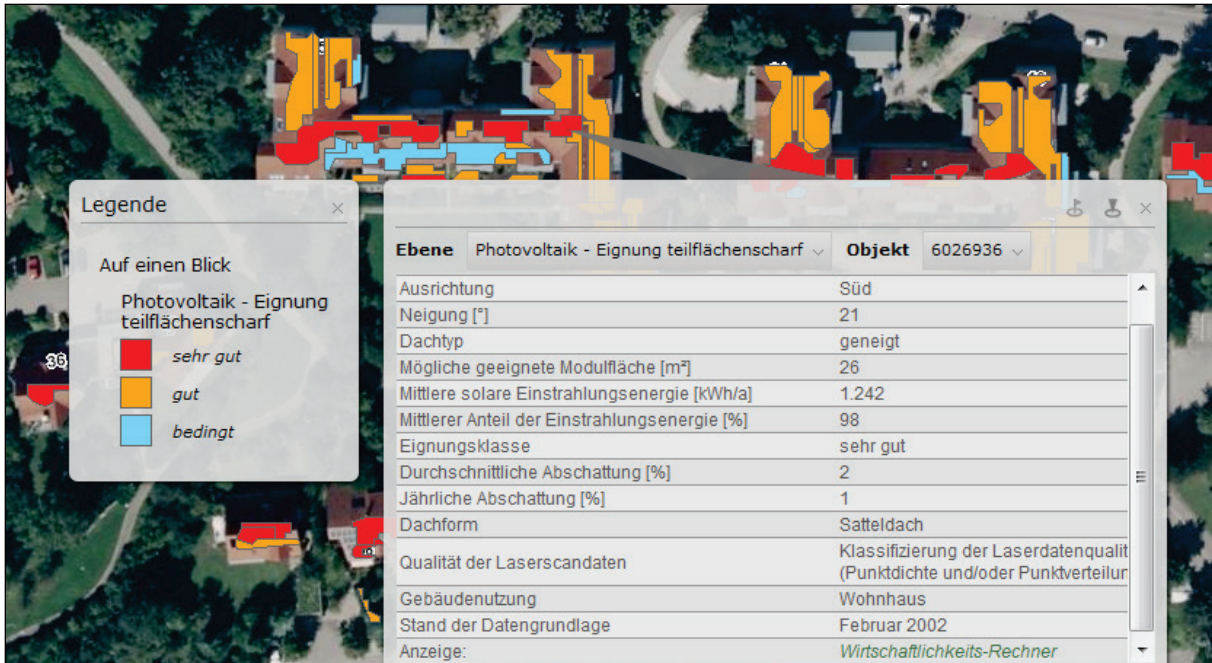 Legende
Auf einen Blick
Photovoltaik - Eignung
teilflächenscharf
sehr gut
gut
bedingt
36
Ebene Photovoltaik - Eignung teilflächenscharf Objekt 6026936
Ausrichtung Süd
Neigung [°] 21
Dachtyp geneigt
Mögliche geeignete Modulfläche [m²] 26
Mittlere solare Einstrahlungsenergie [kWh/a] 1.242
Mittlerer Anteil der Einstrahlungsenergie [%] 98
Eignungsklasse sehr gut
Durchschnittliche Abschattung [%] 2
Jährliche Abschattung [%] 1
Dachform Satteldach
Qualität der Laserscandaten Klassifizierung der Laserdatenqualit
(Punktdichte und/oder Punktverteilur
Gebäudenutzung Wohnhaus
Stand der Datengrundlage Februar 2002
Anzeige: Wirtschaftlichkeits-Rechner